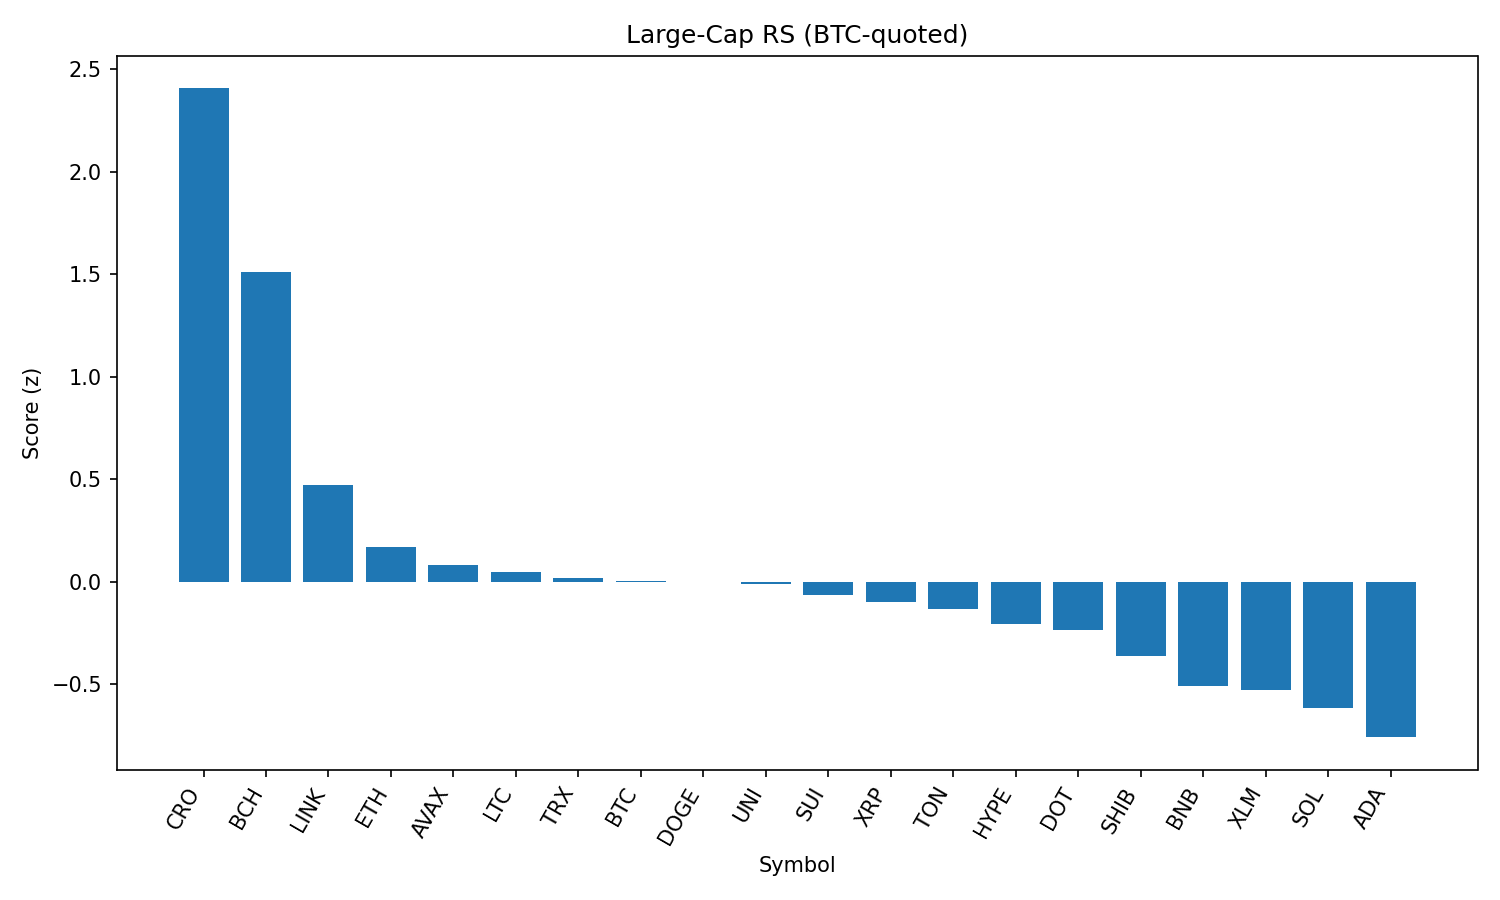 Large-Cap RS (BTC-quoted)
Score (z)
2.5
2.0
1.5
1.0
0.5
0.0
−0.5
CRO
BCH
LINK
ETH
AVAX
LTC
TRX
BTC
DOGE
UNI
SUI
XRP
TON
HYPE
DOT
SHIB
BNB
XLM
SOL
ADA
Symbol